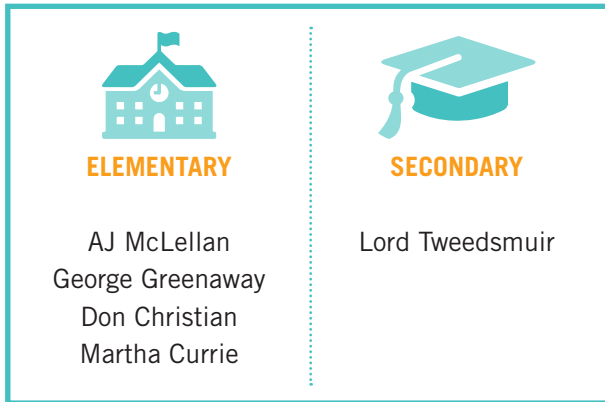 ELEMENTARY
AJ McLellan
George Greenaway
Don Christian
Martha Currie
SECONDARY
Lord Tweedsmuir